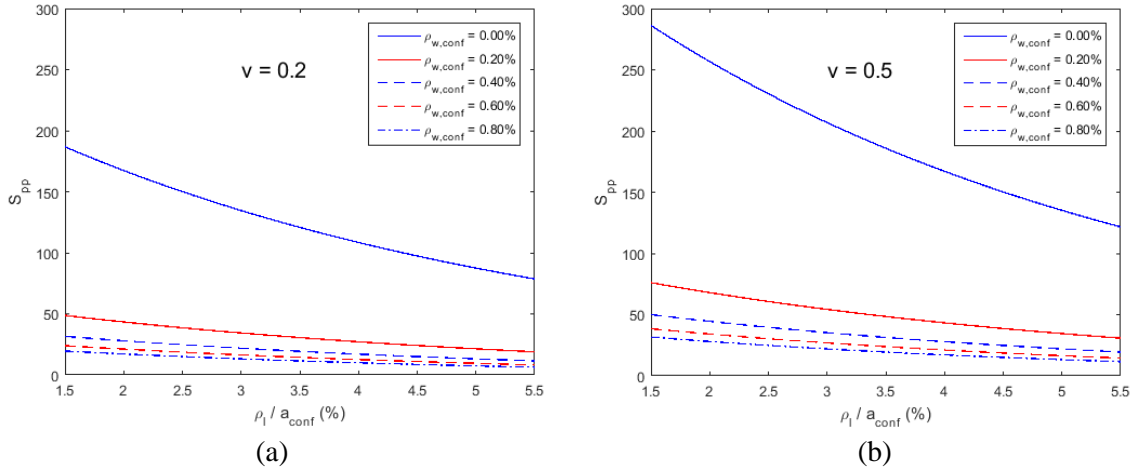 300
250
200
150
100
50
0
S_pp
v = 0.2
ρ_w,conf = 0.00%
ρ_w,conf = 0.20%
ρ_w,conf = 0.40%
ρ_w,conf = 0.60%
ρ_w,conf = 0.80%
1.5 2 2.5 3 3.5 4 4.5 5 5.5
ρ_l / a_conf (%)
(a)
300
250
200
150
100
50
0
S_pp
v = 0.5
ρ_w,conf = 0.00%
ρ_w,conf = 0.20%
ρ_w,conf = 0.40%
ρ_w,conf = 0.60%
ρ_w,conf = 0.80%
1.5 2 2.5 3 3.5 4 4.5 5 5.5
ρ_l / a_conf (%)
(b)